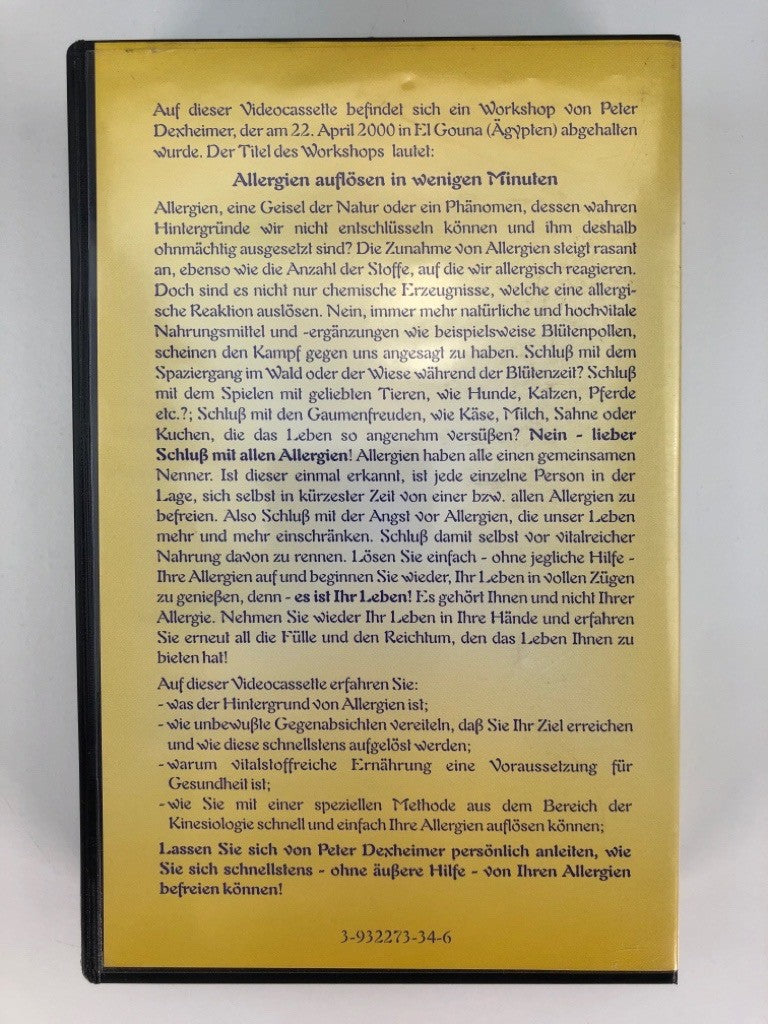 Auf dieser Videocassette befindet sich ein Workshop von Peter
Dexheimer, der am 22. April 2000 in El Gouna (Ägypten) abgehalten
wurde. Der Titel des Workshops lautet:
Allergien auflösen in wenigen Minuten
Allergien, eine Geisel der Natur oder ein Phänomen, dessen wahren
Hintergründe wir nicht entschlüsseln können und ihm deshalb
ohnmächtig ausgesetzt sind? Die Zunahme von Allergien steigt rasant
an, ebenso wie die Anzahl der Stoffe, auf die wir allergisch reagieren.
Doch sind es nicht nur chemische Erzeugnisse, welche eine allergi-
sche Reaktion auslösen. Nein, immer mehr natürliche und hochvitale
Nahrungsmittel und -ergänzungen wie beispielsweise Blütenpollen,
scheinen den Kampf gegen uns angesagt zu haben. Schluß mit dem
Spaziergang im Wald oder der Wiese während der Blütenzeit? Schluß
mit dem Spielen mit geliebten Tieren, wie Hunde, Katzen, Pferde
etc.?; Schluß mit den Gaumenfreuden, wie Käse, Milch, Sahne oder
Kuchen, die das Leben so angenehm versüßen? Nein - lieber
Schluß mit allen Allergien! Allergien haben alle einen gemeinsamen
Nenner. Ist dieser einmal erkannt, ist jede einzelne Person in der
Lage, sich selbst in kürzester Zeit von einer bzw. allen Allergien zu
befreien. Also Schluß mit der Angst vor Allergien, die unser Leben
mehr und mehr einschränken. Schluß damit selbst vor vitalreicher
Nahrung davon zu rennen. Lösen Sie einfach - ohne jegliche Hilfe -
Ihre Allergien auf und beginnen Sie wieder, Ihr Leben in vollen Zügen
zu genießen, denn - es ist Ihr Leben! Es gehört Ihnen und nicht Ihrer
Allergie. Nehmen Sie wieder Ihr Leben in Ihre Hände und erfahren
Sie erneut all die Fülle und den Reichtum, den das Leben Ihnen zu
bieten hat!
Auf dieser Videocassette erfahren Sie:
- was der Hintergrund von Allergien ist;
- wie unbewußte Gegenabsichten vereiteln, daß Sie Ihr Ziel erreichen
und wie diese schnellstens aufgelöst werden;
- warum vitalstoffreiche Ernährung eine Voraussetzung für
Gesundheit ist;
- wie Sie mit einer speziellen Methode aus dem Bereich der
Kinesiologie schnell und einfach Ihre Allergien auflösen können;
Lassen Sie sich von Peter Dexheimer persönlich anleiten, wie
Sie sich schnellstens - ohne äußere Hilfe - von Ihren Allergien
befreien können!
3-932273-34-6